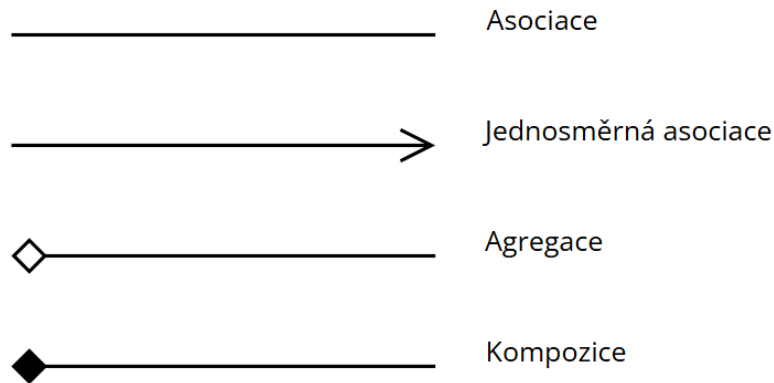 Asociace
Jednosměrná asociace
Agregace
Kompozice